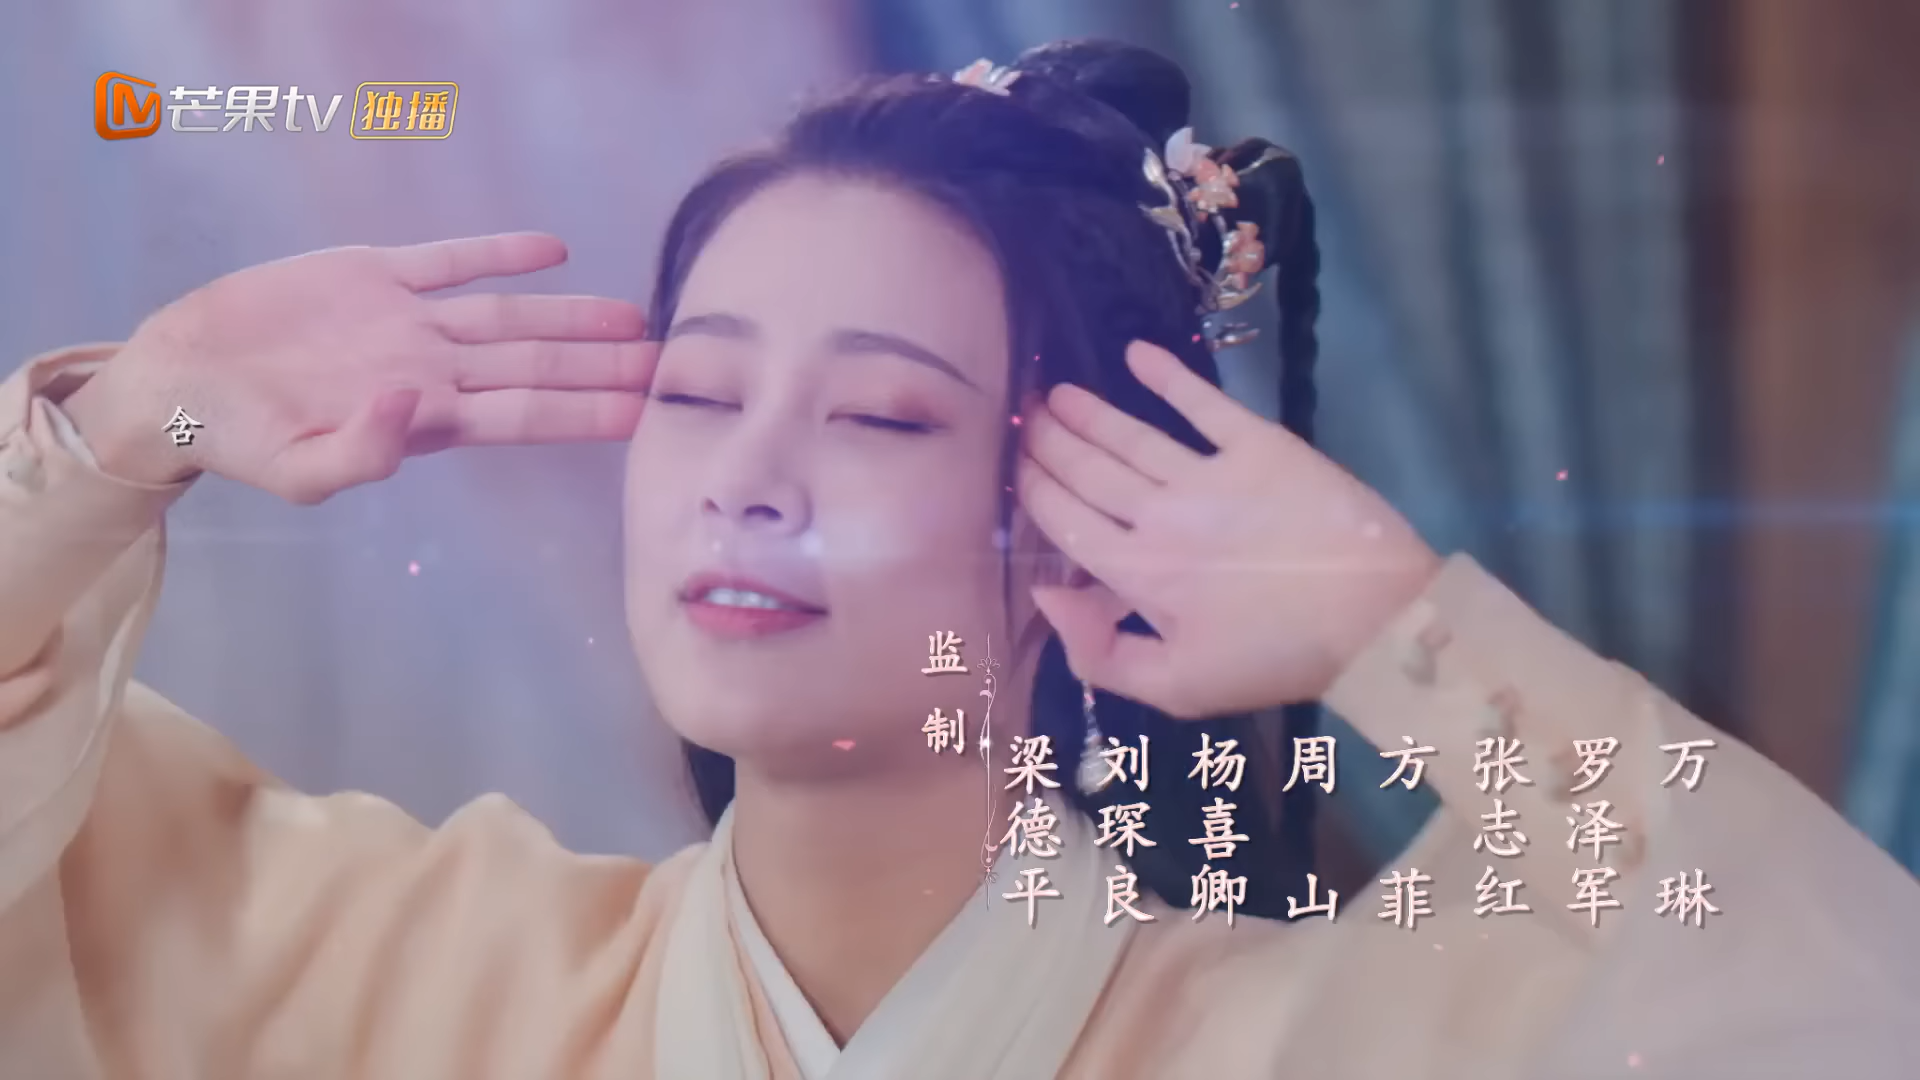 芒果tv 独播
含
监制
梁德平
刘琛良
杨喜卿
周山
方菲
张志红
罗泽军
万琳